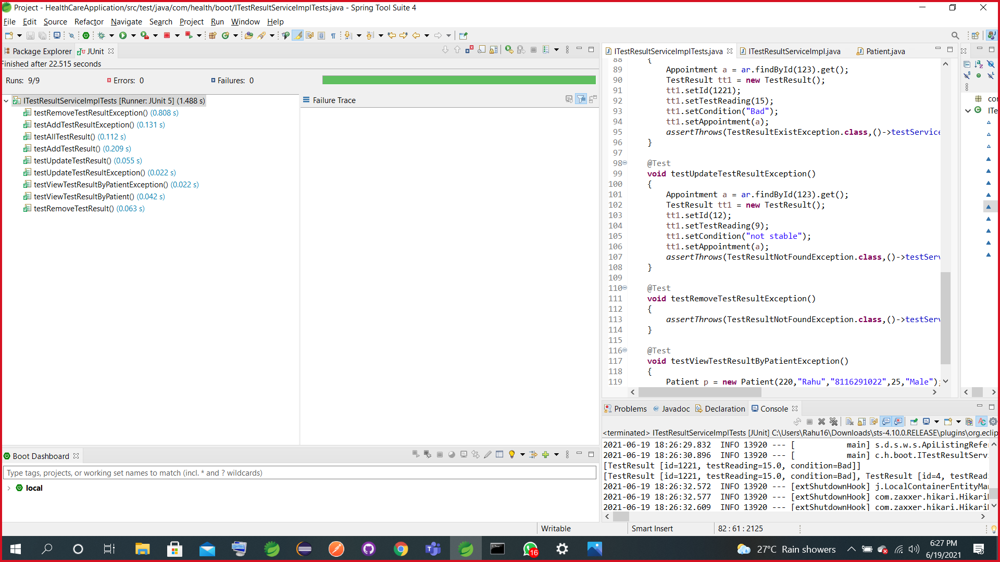 Project - HealthCareApplication/src/test/java/com/health/boot/ITestResultServiceImplTests.java - Spring Tool Suite 4
File Edit Source Refactor Navigate Search Project Run Window Help
Package Explorer JUnit
Finished after 22.515 seconds
Runs: 9/9 Errors: 0 Failures: 0
ITestResultServiceImplTests [Runner: JUnit 5] (1.488 s)
testRemoveTestResultException() (0.808 s)
testAddTestResultException() (0.131 s)
testAllTestResult() (0.112 s)
testAddTestResult() (0.209 s)
testUpdateTestResult() (0.055 s)
testUpdateTestResultException() (0.022 s)
testViewTestResultByPatientException() (0.022 s)
testViewTestResultByPatient() (0.042 s)
testRemoveTestResult() (0.063 s)
Failure Trace
ITestResultServiceImplTests.java ITestResultServiceImpl.java Patient.java
88 {
89 Appointment a = ar.findById(123).get();
90 TestResult tt1 = new TestResult();
91 tt1.setId(1221);
92 tt1.setTestReading(15);
93 tt1.setCondition("Bad");
94 tt1.setAppointment(a);
95 assertThrows(TestResultExistException.class,()->testService
96 }
97
98 @Test
99 void testUpdateTestResultException()
100 {
101 Appointment a = ar.findById(123).get();
102 TestResult tt1 = new TestResult();
103 tt1.setId(12);
104 tt1.setTestReading(9);
105 tt1.setCondition("not stable");
106 tt1.setAppointment(a);
107 assertThrows(TestResultNotFoundException.class,()->testServ
108 }
109
110 @Test
111 void testRemoveTestResultException()
112 {
113 assertThrows(TestResultNotFoundException.class,()->testServ
114 }
115
116 @Test
117 void testViewTestResultByPatientException()
118 {
119 Patient p = new Patient(220,"Rahu","8116291022",25,"Male");
co
ITe
Problems Javadoc Declaration Console
<terminated> ITestResultServiceImplTests [JUnit] C:\Users\Rahu16\Downloads\sts-4.10.0.RELEASE\plugins\org.eclip
2021-06-19 18:26:29.832 INFO 13920 --- [ main] s.d.s.w.s.ApiListingRefe
2021-06-19 18:26:30.896 INFO 13920 --- [ main] c.h.boot.ITestResultServ
[TestResult [id=1221, testReading=15.0, condition=Bad]]
[TestResult [id=1221, testReading=15.0, condition=Bad], TestResult [id=4, testRead
2021-06-19 18:26:32.572 INFO 13920 --- [extShutdownHook] j.LocalContainerEntityMa
2021-06-19 18:26:32.577 INFO 13920 --- [extShutdownHook] com.zaxxer.hikari.Hikari
2021-06-19 18:26:32.609 INFO 13920 --- [extShutdownHook] com.zaxxer.hikari.Hikari
Boot Dashboard
Type tags, projects, or working set names to match (incl. * and ? wildcards)
local
Writable Smart Insert 82 : 61 : 2125
16
27°C Rain showers
6:27 PM
6/19/2021